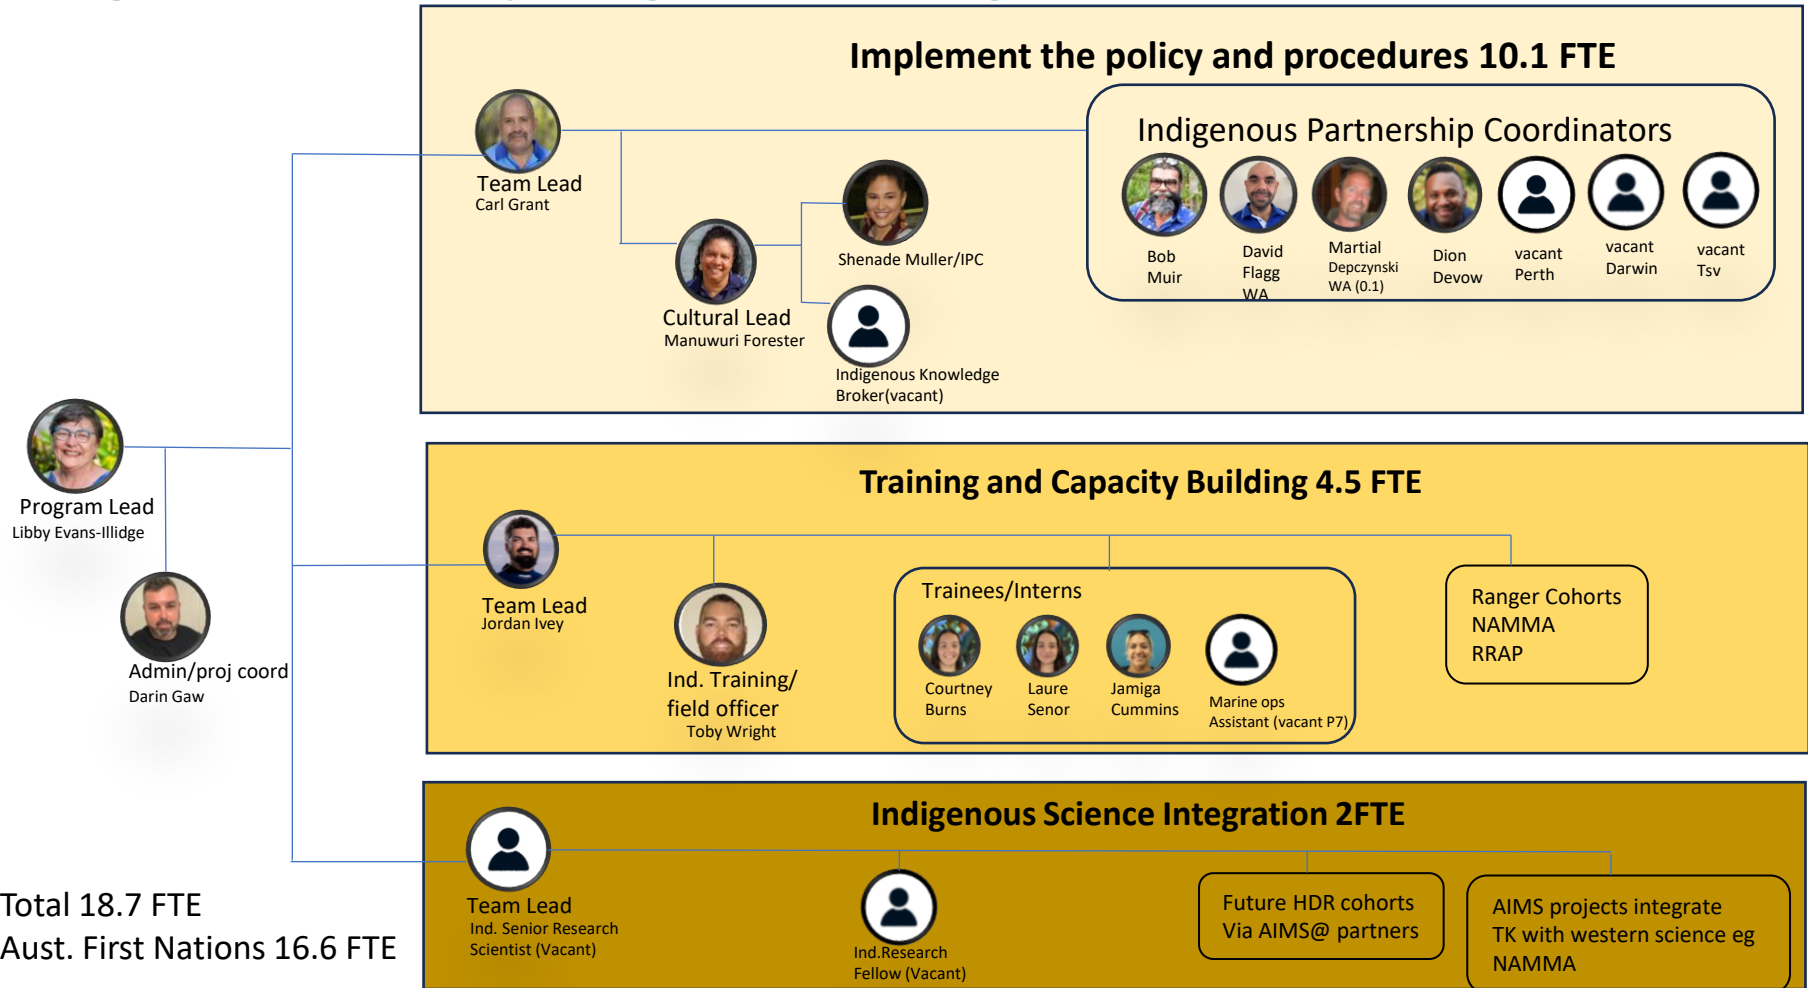 Implement the policy and procedures 10.1 FTE
Team Lead
Carl Grant
Indigenous Partnership Coordinators
Bob
Muir
David
Flagg
WA
Martial
Depczynski
WA (0.1)
Dion
Devow
vacant
Perth
vacant
Darwin
vacant
Tsv
Shenade Muller/IPC
Cultural Lead
Manuwuri Forester
Indigenous Knowledge
Broker(vacant)
Program Lead
Libby Evans-Illidge
Admin/proj coord
Darin Gaw
Training and Capacity Building 4.5 FTE
Team Lead
Jordan Ivey
Ind. Training/
field officer
Toby Wright
Trainees/Interns
Courtney
Burns
Laure
Senor
Jamiga
Cummins
Marine ops
Assistant (vacant P7)
Ranger Cohorts
NAMMA
RRAP
Indigenous Science Integration 2FTE
Team Lead
Ind. Senior Research
Scientist (Vacant)
Ind.Research
Fellow (Vacant)
Future HDR cohorts
Via AIMS@ partners
AIMS projects integrate
TK with western science eg
NAMMA
Total 18.7 FTE
Aust. First Nations 16.6 FTE